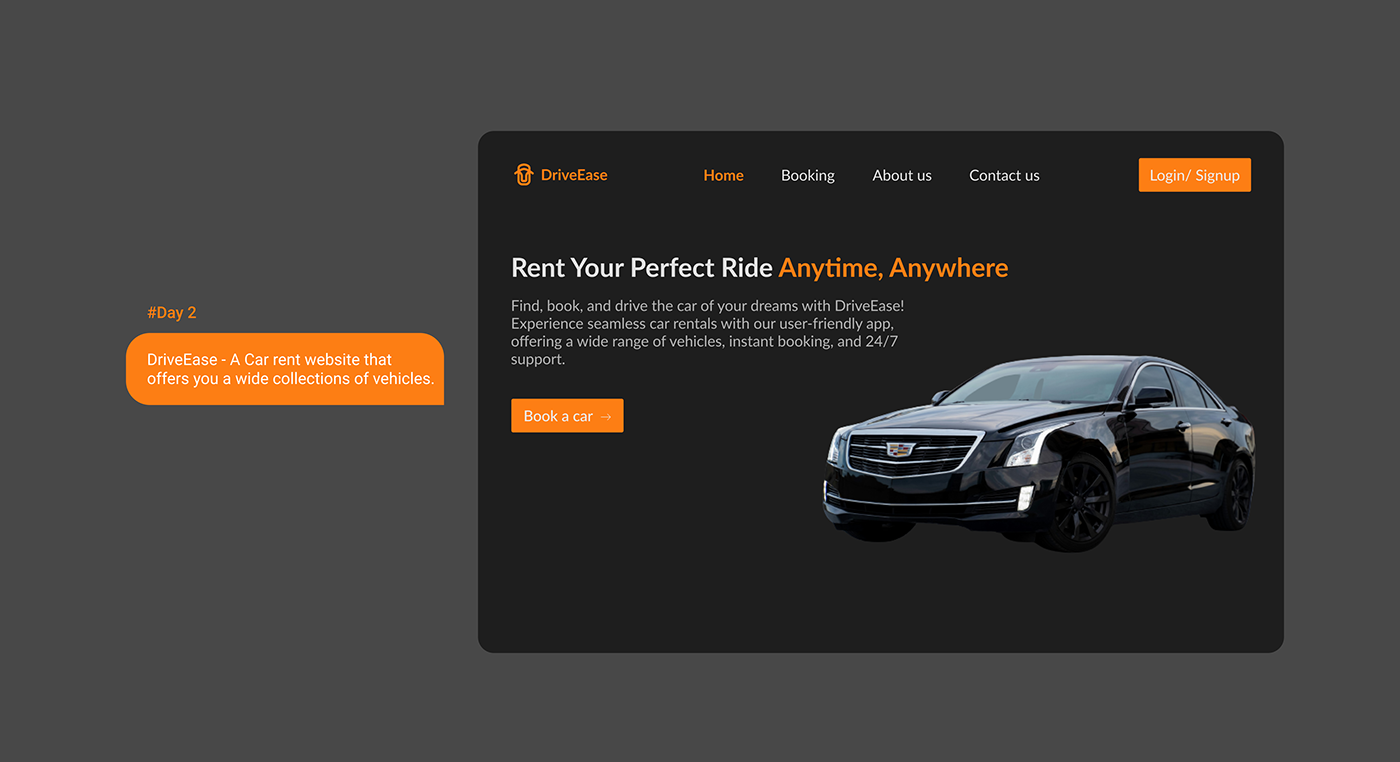 #Day 2
DriveEase - A Car rent website that
offers you a wide collections of vehicles.
DriveEase
Home
Booking
About us
Contact us
Login/ Signup
Rent Your Perfect Ride Anytime, Anywhere
Find, book, and drive the car of your dreams with DriveEase!
Experience seamless car rentals with our user-friendly app,
offering a wide range of vehicles, instant booking, and 24/7
support.
Book a car →